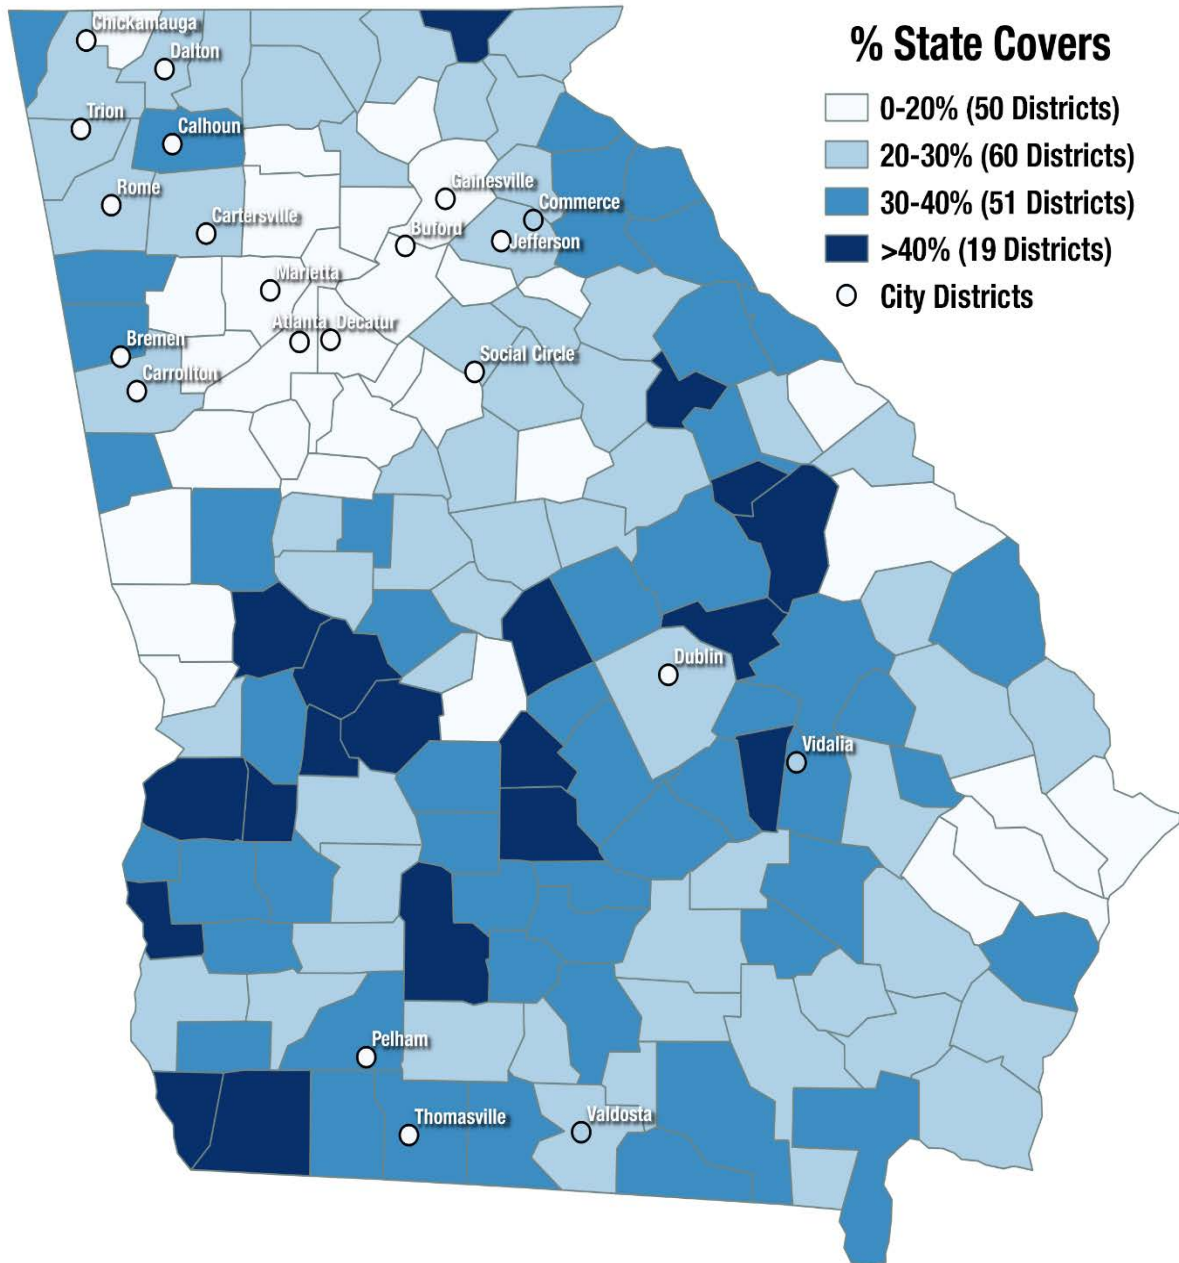 % State Covers
0-20% (50 Districts)
20-30% (60 Districts)
30-40% (51 Districts)
>40% (19 Districts)
City Districts
Chickamauga
Dalton
Trion
Calhoun
Rome
Gainesville
Commerce
Cartersville
Buford
Jefferson
Marietta
Atlanta Decatur
Bremen
Social Circle
Carrollton
Dublin
Vidalia
Pelham
Thomasville
Valdosta